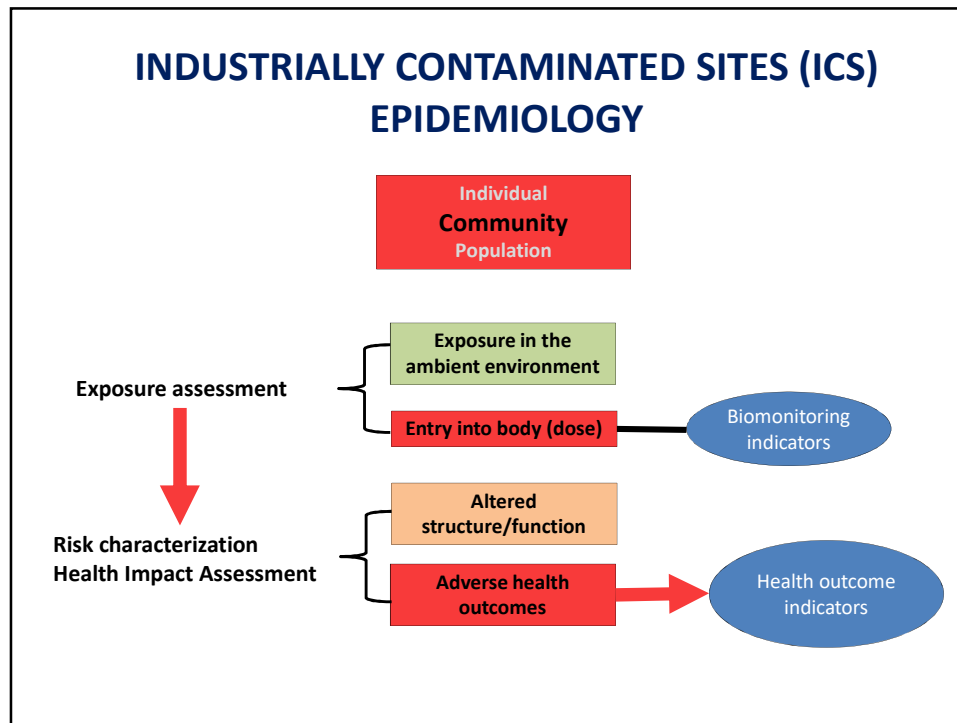 INDUSTRIALLY CONTAMINATED SITES (ICS)
EPIDEMIOLOGY
Individual
Community
Population
Exposure in the
ambient environment
Exposure assessment
Entry into body (dose)
Biomonitoring
indicators
Altered
structure/function
Risk characterization
Health Impact Assessment
Adverse health
outcomes
Health outcome
indicators